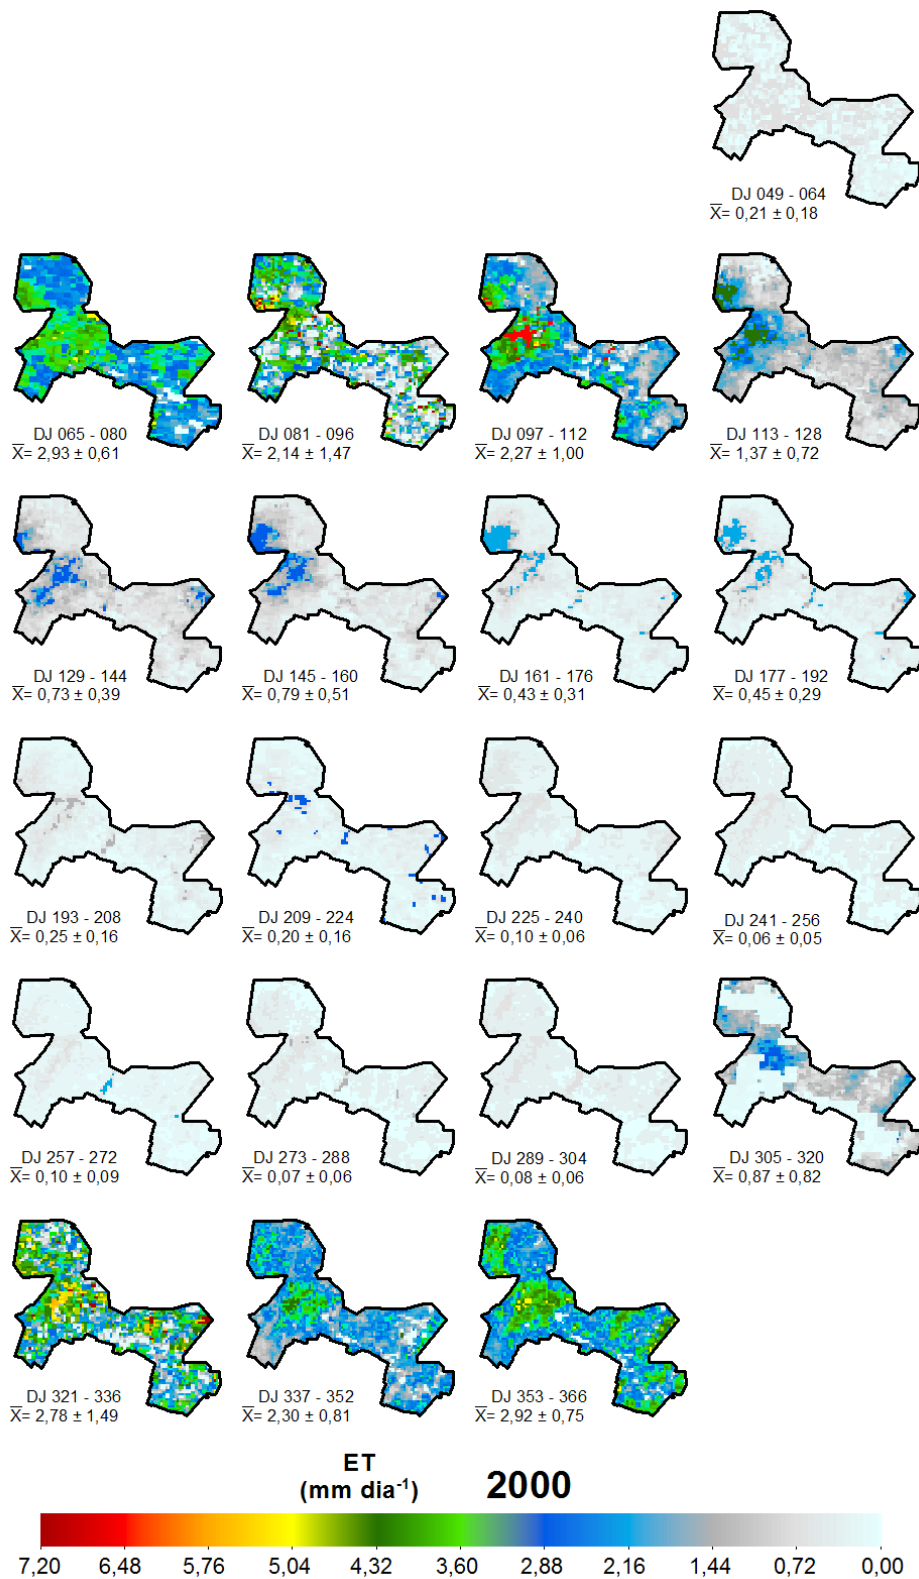 DJ 049 - 064
X̅= 0,21 ± 0,18
DJ 065 - 080
X̅= 2,93 ± 0,61
DJ 081 - 096
X̅= 2,14 ± 1,47
DJ 097 - 112
X̅= 2,27 ± 1,00
DJ 113 - 128
X̅= 1,37 ± 0,72
DJ 129 - 144
X̅= 0,73 ± 0,39
DJ 145 - 160
X̅= 0,79 ± 0,51
DJ 161 - 176
X̅= 0,43 ± 0,31
DJ 177 - 192
X̅= 0,45 ± 0,29
DJ 193 - 208
X̅= 0,25 ± 0,16
DJ 209 - 224
X̅= 0,20 ± 0,16
DJ 225 - 240
X̅= 0,10 ± 0,06
DJ 241 - 256
X̅= 0,06 ± 0,05
DJ 257 - 272
X̅= 0,10 ± 0,09
DJ 273 - 288
X̅= 0,07 ± 0,06
DJ 289 - 304
X̅= 0,08 ± 0,06
DJ 305 - 320
X̅= 0,87 ± 0,82
DJ 321 - 336
X̅= 2,78 ± 1,49
DJ 337 - 352
X̅= 2,30 ± 0,81
DJ 353 - 366
X̅= 2,92 ± 0,75
ET
(mm dia⁻¹)
2000
7,20 6,48 5,76 5,04 4,32 3,60 2,88 2,16 1,44 0,72 0,00